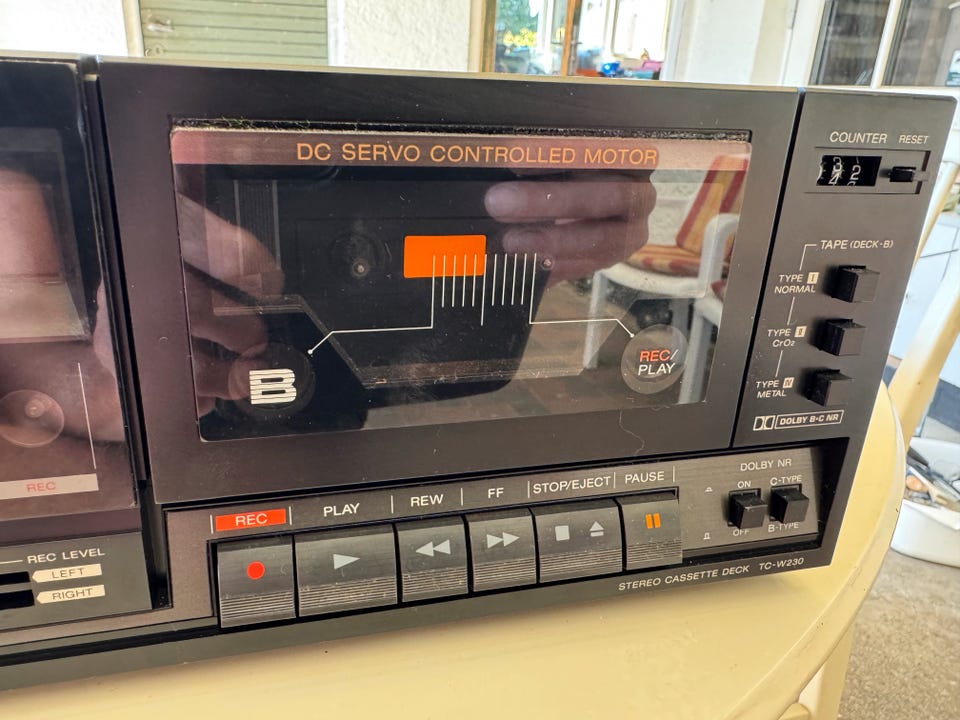 DC SERVO CONTROLLED MOTOR
COUNTER RESET
TAPE (DECK-B)
TYPE I
NORMAL
TYPE II
CrO₂
TYPE IV
METAL
DOLBY B-C NR
B
REC/
PLAY
REC
REC LEVEL
LEFT
RIGHT
REC PLAY REW FF STOP/EJECT PAUSE
DOLBY NR
ON C-TYPE
OFF B-TYPE
STEREO CASSETTE DECK TC-W230